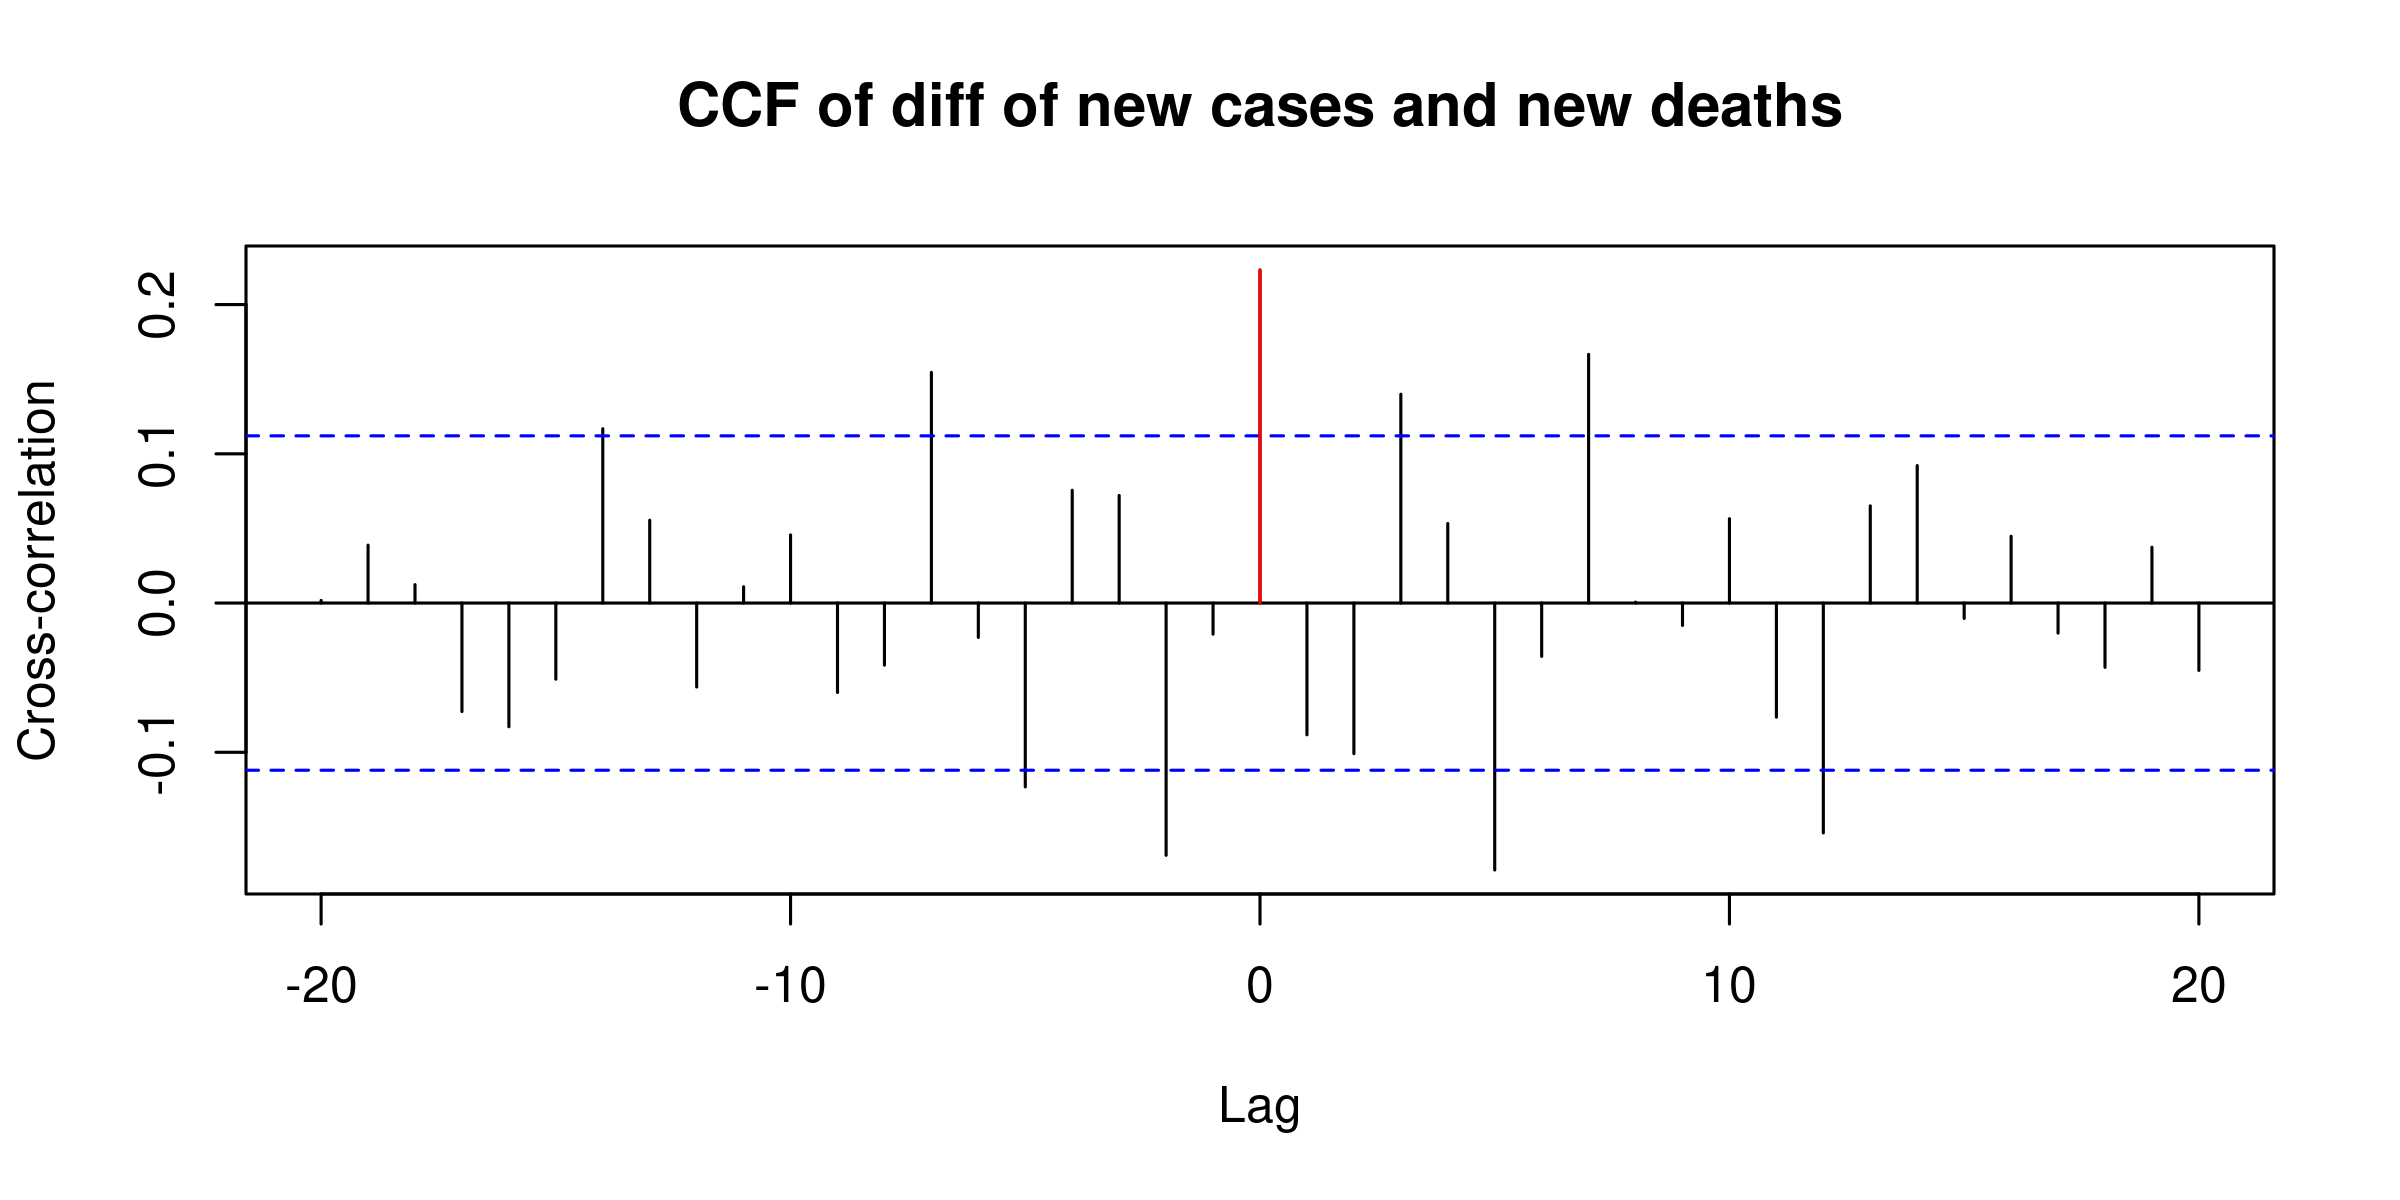 CCF of diff of new cases and new deaths
Cross-correlation
0.2
0.1
0.0
-0.1
-20 -10 0 10 20
Lag